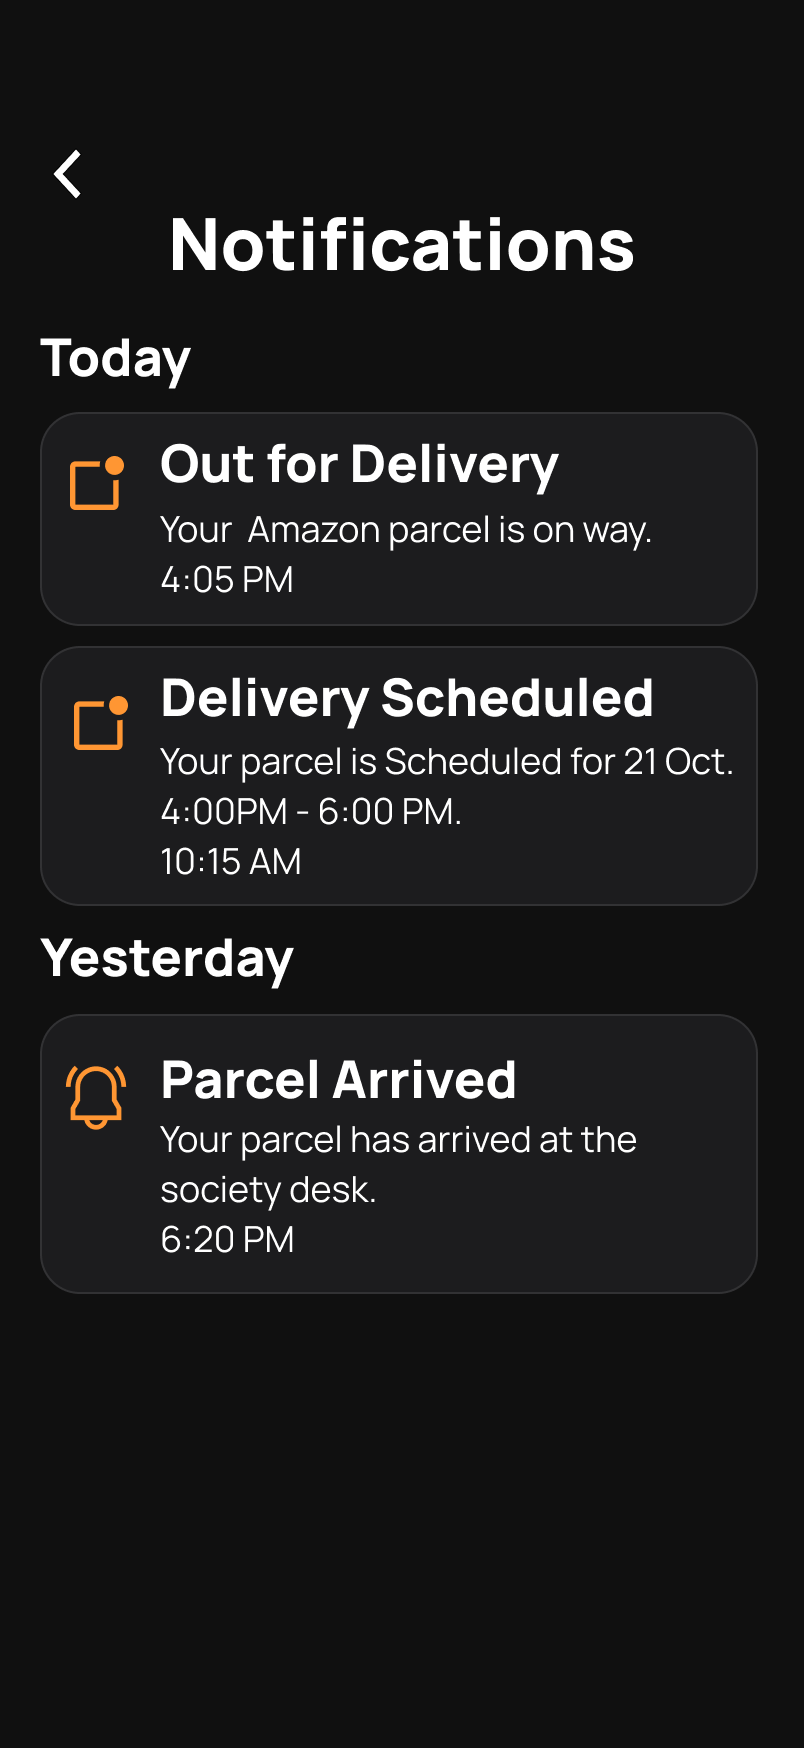 Notifications
Today
Out for Delivery
Your  Amazon parcel is on way.
4:05 PM
Delivery Scheduled
Your parcel is Scheduled for 21 Oct.
4:00PM - 6:00 PM.
10:15 AM
Yesterday
Parcel Arrived
Your parcel has arrived at the
society desk.
6:20 PM